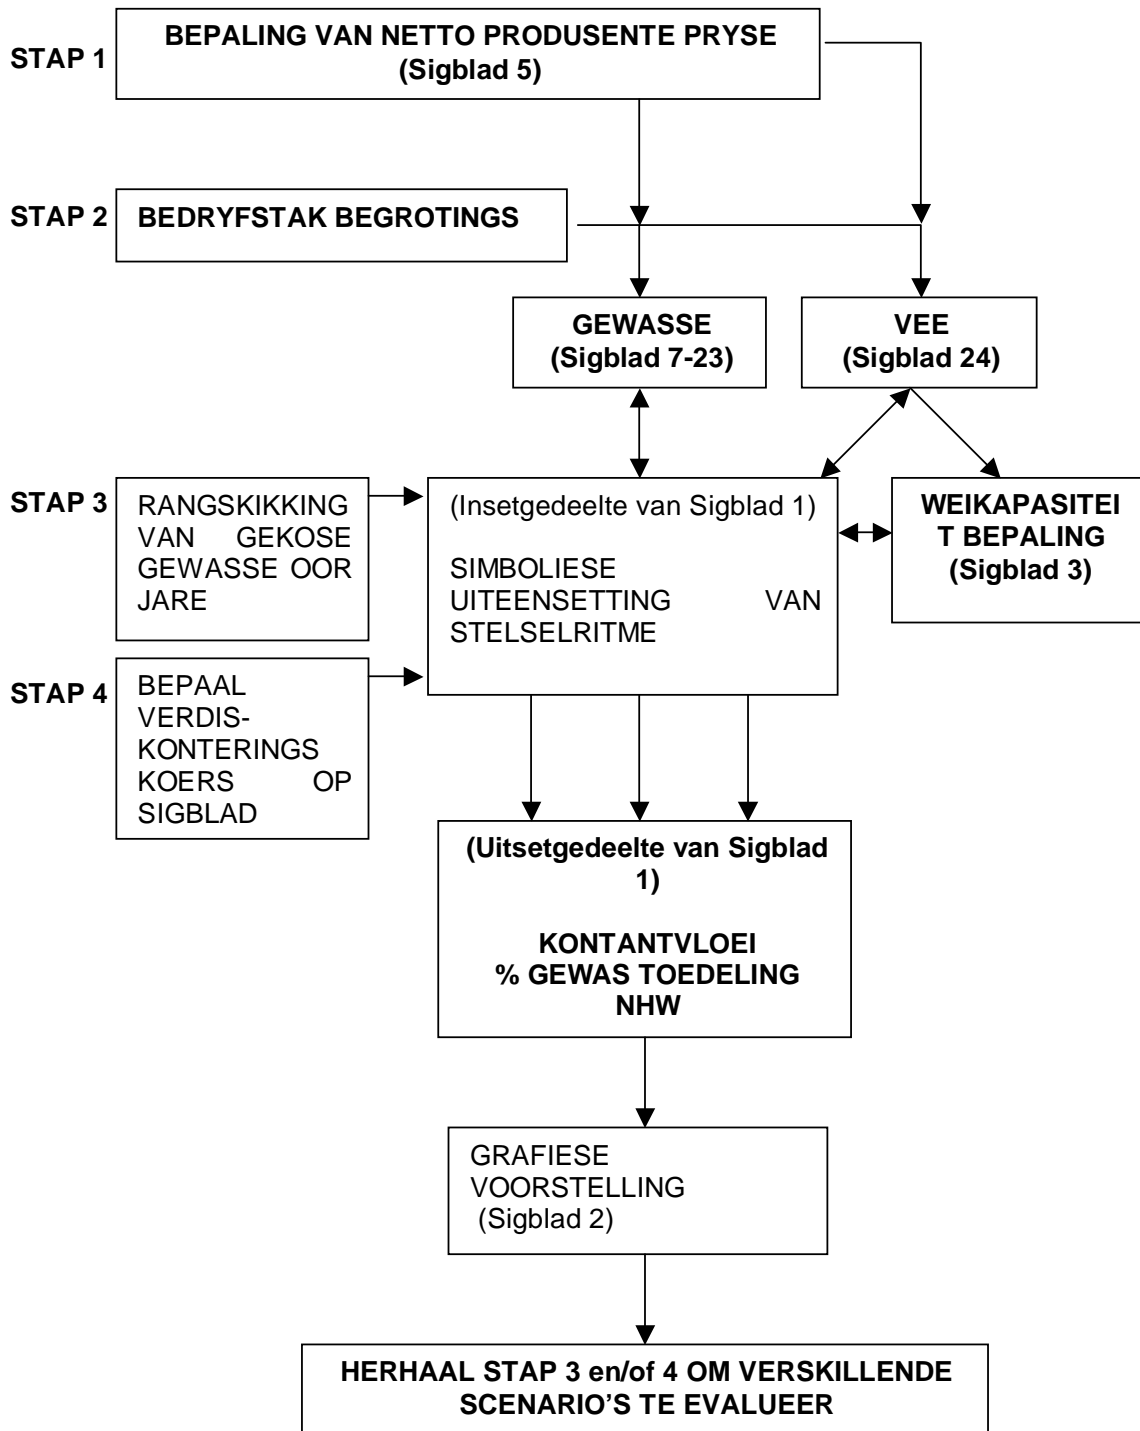 STAP 1
BEPALING VAN NETTO PRODUSENTE PRYSE
(Sigblad 5)
STAP 2
BEDRYFSTAK BEGROTINGS
GEWASSE
(Sigblad 7-23)
VEE
(Sigblad 24)
STAP 3
RANGSKIKKING
VAN GEKOSE
GEWASSE OOR
JARE
(Insetgedeelte van Sigblad 1)
SIMBOLIESE
UITEENSETTING VAN
STELSELRITME
WEIKAPASITEI
T BEPALING
(Sigblad 3)
STAP 4
BEPAAL
VERDIS-
KONTERINGS
KOERS OP
SIGBLAD
(Uitsetgedeelte van Sigblad
1)
KONTANTVLOEI
% GEWAS TOEDELING
NHW
GRAFIESE
VOORSTELLING
(Sigblad 2)
HERHAAL STAP 3 en/of 4 OM VERSKILLENDE
SCENARIO'S TE EVALUEER